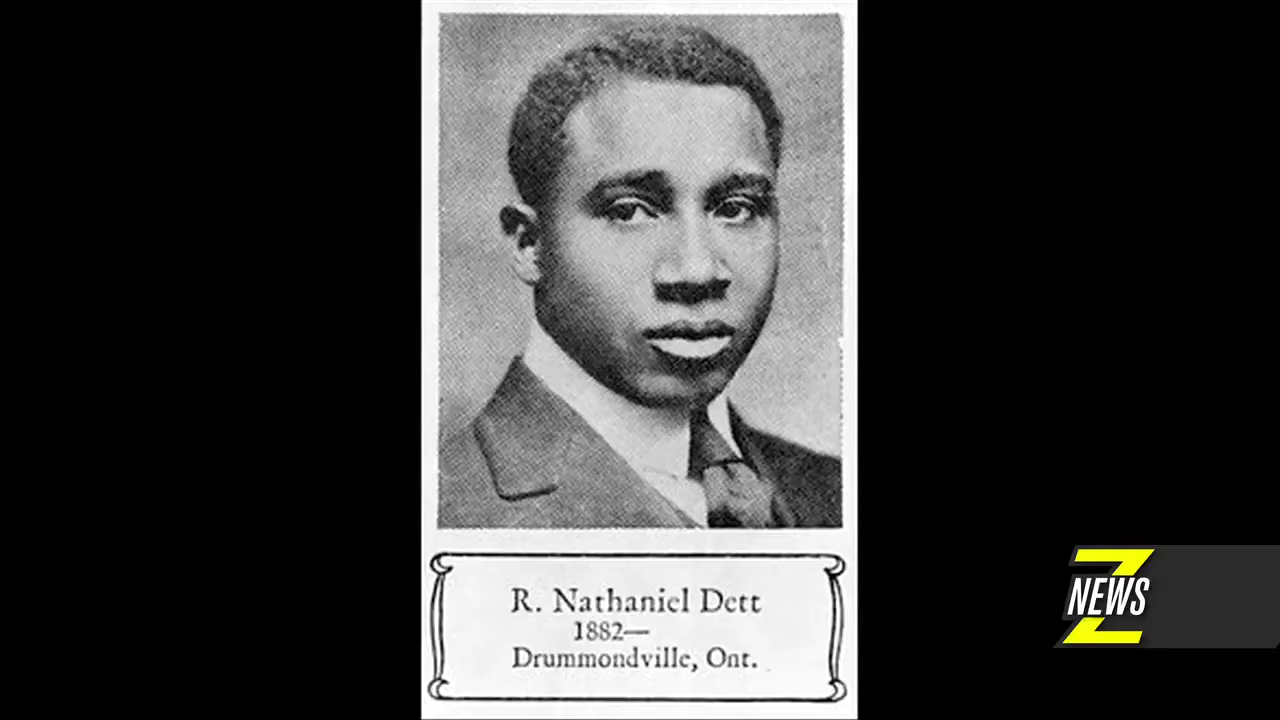 R. Nathaniel Dett
1882—
Drummondville, Ont.
Z
NEWS